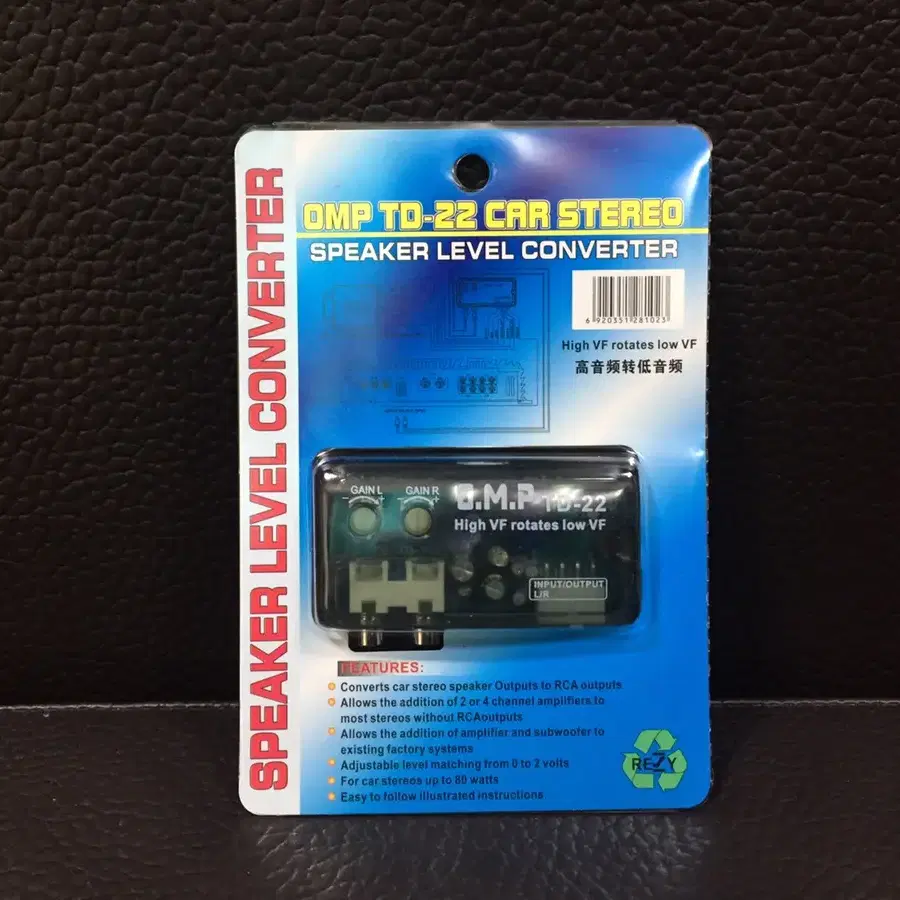 SPEAKER LEVEL CONVERTER
OMP TD-22 CAR STEREO
SPEAKER LEVEL CONVERTER
6 920351 281023
High VF rotates low VF
高音频转低音频
GAIN L GAIN R
- + - +
O.M.P TD-22
High VF rotates low VF
INPUT/OUTPUT
L/R
FEATURES:
Converts car stereo speaker Outputs to RCA outputs
Allows the addition of 2 or 4 channel amplifiers to
most stereos without RCAoutputs
Allows the addition of amplifier and subwoofer to
existing factory systems
Adjustable level matching from 0 to 2 volts
For car stereos up to 80 watts
Easy to follow illustrated instructions
REZY